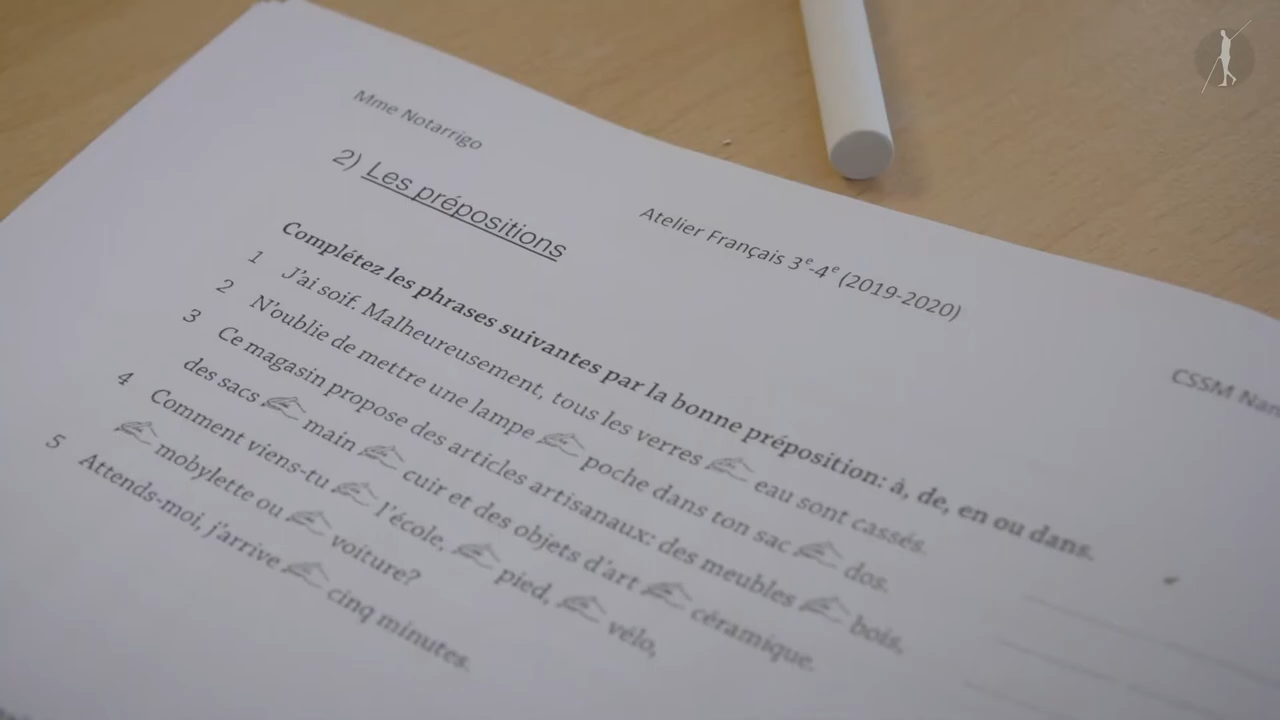 Mme Notarrigo
Atelier Français 3e-4e (2019-2020)
CSSM
2) Les prépositions
Complétez les phrases suivantes par la bonne préposition: à, de, en ou dans.
1 J'ai soif. Malheureusement, tous les verres eau sont cassés.
2 N'oublie de mettre une lampe poche dans ton sac dos.
3 Ce magasin propose des articles artisanaux: des meubles bois,
des sacs main cuir et des objets d'art céramique.
4 Comment viens-tu l'école, pied, vélo,
mobylette ou voiture?
5 Attends-moi, j'arrive cinq minutes.